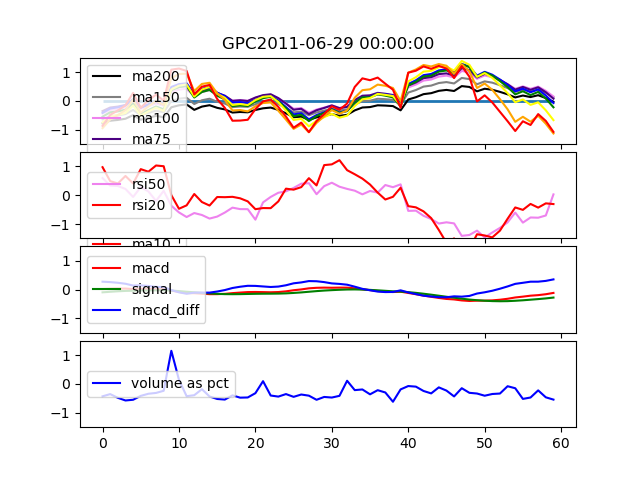 GPC2011-06-29 00:00:00
1
0
−1
ma200
ma150
ma100
ma75
1
0
−1
rsi50
rsi20
ma10
1
0
−1
macd
signal
macd_diff
1
0
−1
volume as pct
0 10 20 30 40 50 60